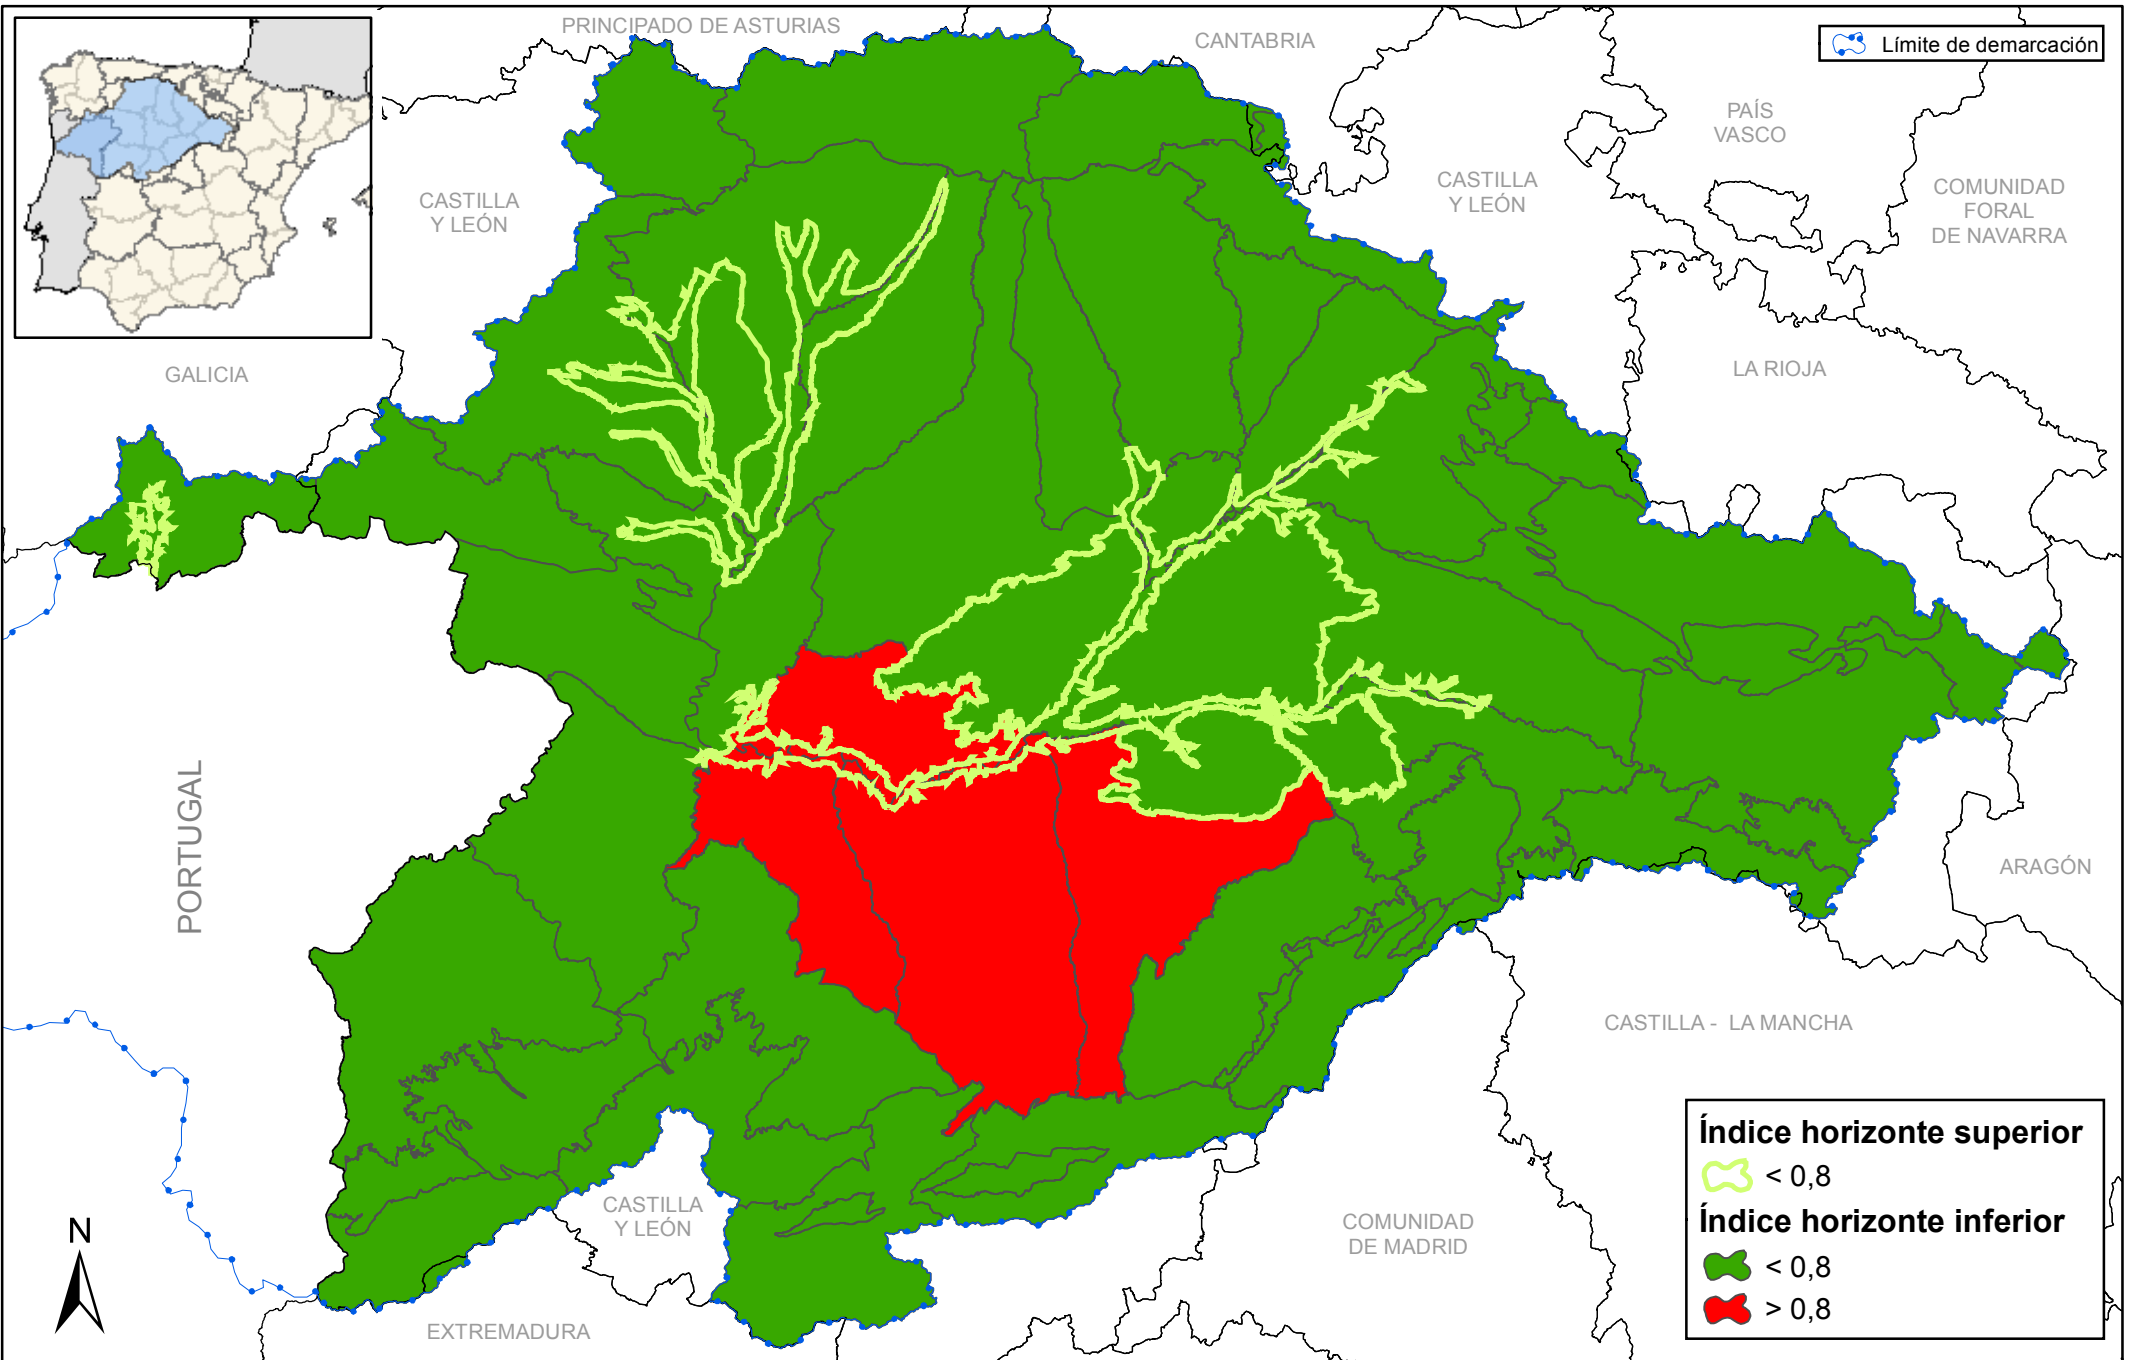 PRINCIPADO DE ASTURIAS
CANTABRIA
Límite de demarcación
PAÍS
VASCO
CASTILLA
Y LEÓN
CASTILLA
Y LEÓN
COMUNIDAD
FORAL
DE NAVARRA
GALICIA
LA RIOJA
PORTUGAL
ARAGÓN
CASTILLA - LA MANCHA
CASTILLA
Y LEÓN
COMUNIDAD
DE MADRID
EXTREMADURA
N
Índice horizonte superior
< 0,8
Índice horizonte inferior
< 0,8
> 0,8